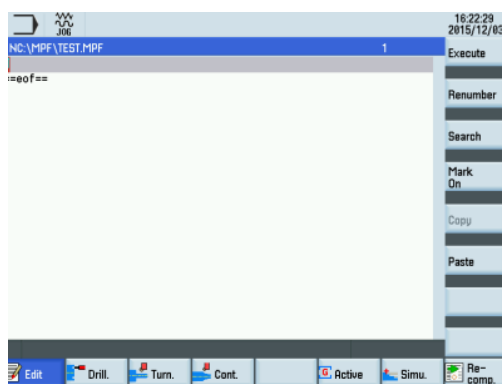 JOG
16:22:29
2015/12/03
NC:\MPF\TEST.MPF 1
==eof==
Execute
Renumber
Search
Mark
On
Copy
Paste
Edit
Drill.
Turn.
Cont.
Active
Simu.
Re-
comp.